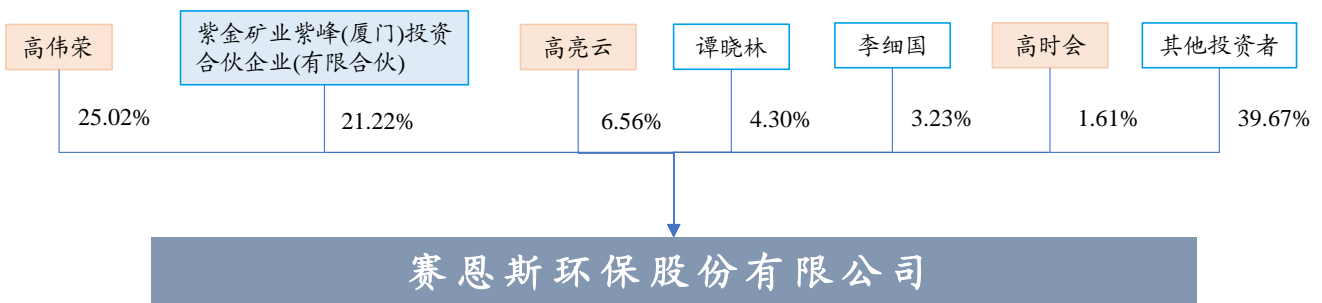 高伟荣
紫金矿业紫峰(厦门)投资
合伙企业(有限合伙)
高亮云
谭晓林
李细国
高时会
其他投资者
25.02%
21.22%
6.56%
4.30%
3.23%
1.61%
39.67%
赛恩斯环保股份有限公司